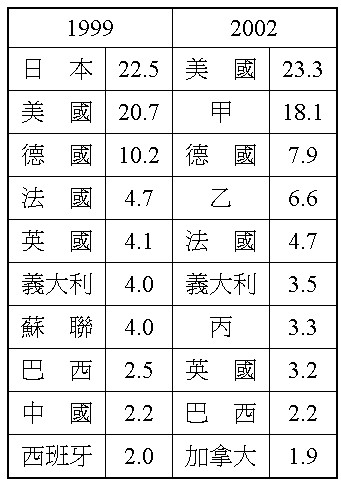 1999 2002
日本 22.5 美國 23.3
美國 20.7 甲 18.1
德國 10.2 德國 7.9
法國 4.7 乙 6.6
英國 4.1 法國 4.7
義大利 4.0 義大利 3.5
蘇聯 4.0 丙 3.3
巴西 2.5 英國 3.2
中國 2.2 巴西 2.2
西班牙 2.0 加拿大 1.9